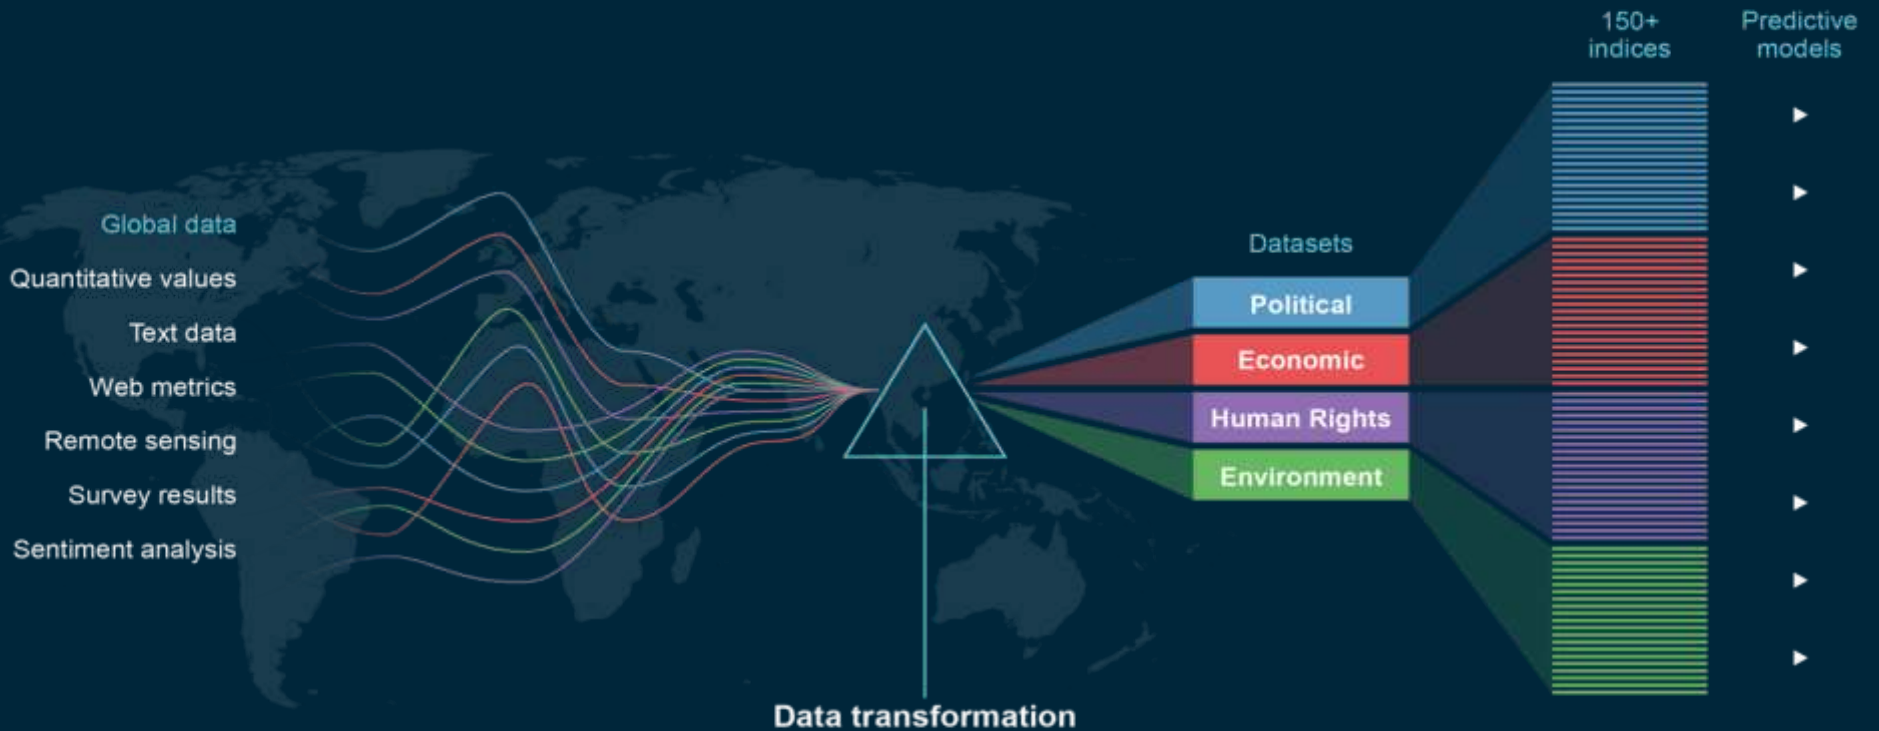 150+
indices
Predictive
models
Global data
Quantitative values
Text data
Web metrics
Remote sensing
Survey results
Sentiment analysis
Datasets
Political
Economic
Human Rights
Environment
Data transformation